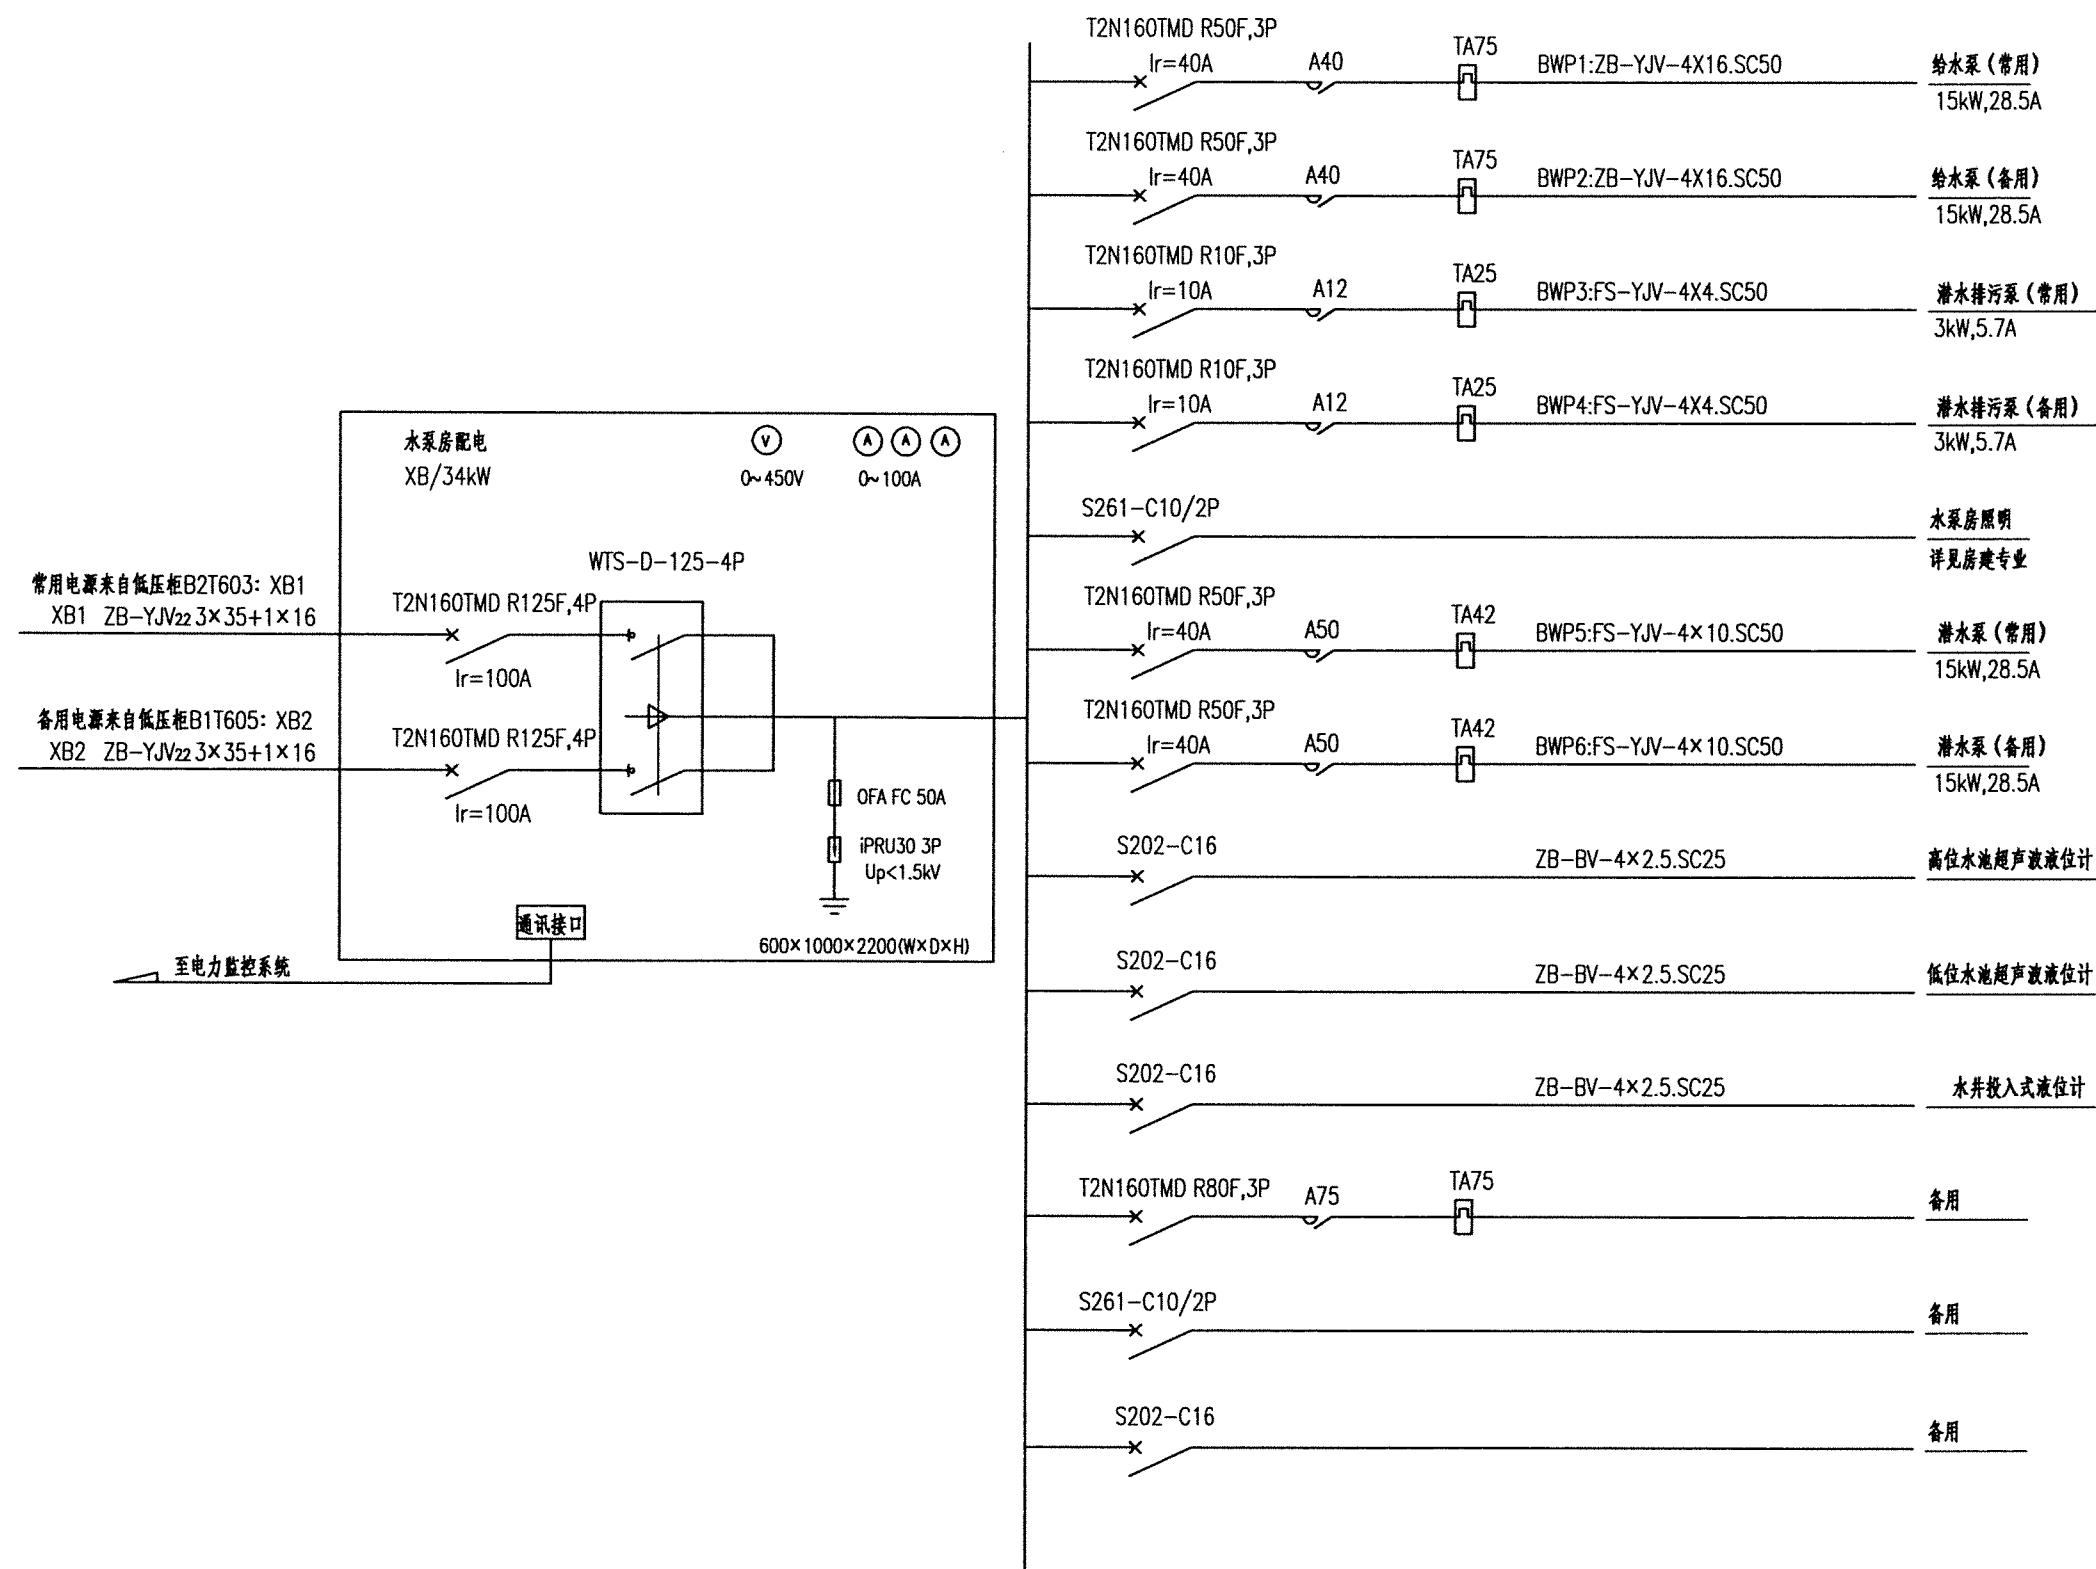 T2N160TMD R50F,3P
Ir=40A
A40
TA75
BWP1:ZB-YJV-4X16.SC50
给水泵（常用）
15kW,28.5A
T2N160TMD R50F,3P
Ir=40A
A40
TA75
BWP2:ZB-YJV-4X16.SC50
给水泵（备用）
15kW,28.5A
T2N160TMD R10F,3P
Ir=10A
A12
TA25
BWP3:FS-YJV-4X4.SC50
潜水排污泵（常用）
3kW,5.7A
T2N160TMD R10F,3P
Ir=10A
A12
TA25
BWP4:FS-YJV-4X4.SC50
潜水排污泵（备用）
3kW,5.7A
水泵房配电
XB/34kW
V
A A A
0~450V
0~100A
S261-C10/2P
水泵房照明
详见房建专业
WTS-D-125-4P
常用电源来自低压柜B2T603: XB1
XB1 ZB-YJV22 3×35+1×16
T2N160TMD R125F,4P
Ir=100A
备用电源来自低压柜B1T605: XB2
XB2 ZB-YJV22 3×35+1×16
T2N160TMD R125F,4P
Ir=100A
OFA FC 50A
iPRU30 3P
Up<1.5kV
通讯接口
600×1000×2200(W×D×H)
至电力监控系统
T2N160TMD R50F,3P
Ir=40A
A50
TA42
BWP5:FS-YJV-4×10.SC50
潜水泵（常用）
15kW,28.5A
T2N160TMD R50F,3P
Ir=40A
A50
TA42
BWP6:FS-YJV-4×10.SC50
潜水泵（备用）
15kW,28.5A
S202-C16
ZB-BV-4×2.5.SC25
高位水池超声波液位计
S202-C16
ZB-BV-4×2.5.SC25
低位水池超声波液位计
S202-C16
ZB-BV-4×2.5.SC25
水井投入式液位计
T2N160TMD R80F,3P
A75
TA75
备用
S261-C10/2P
备用
S202-C16
备用